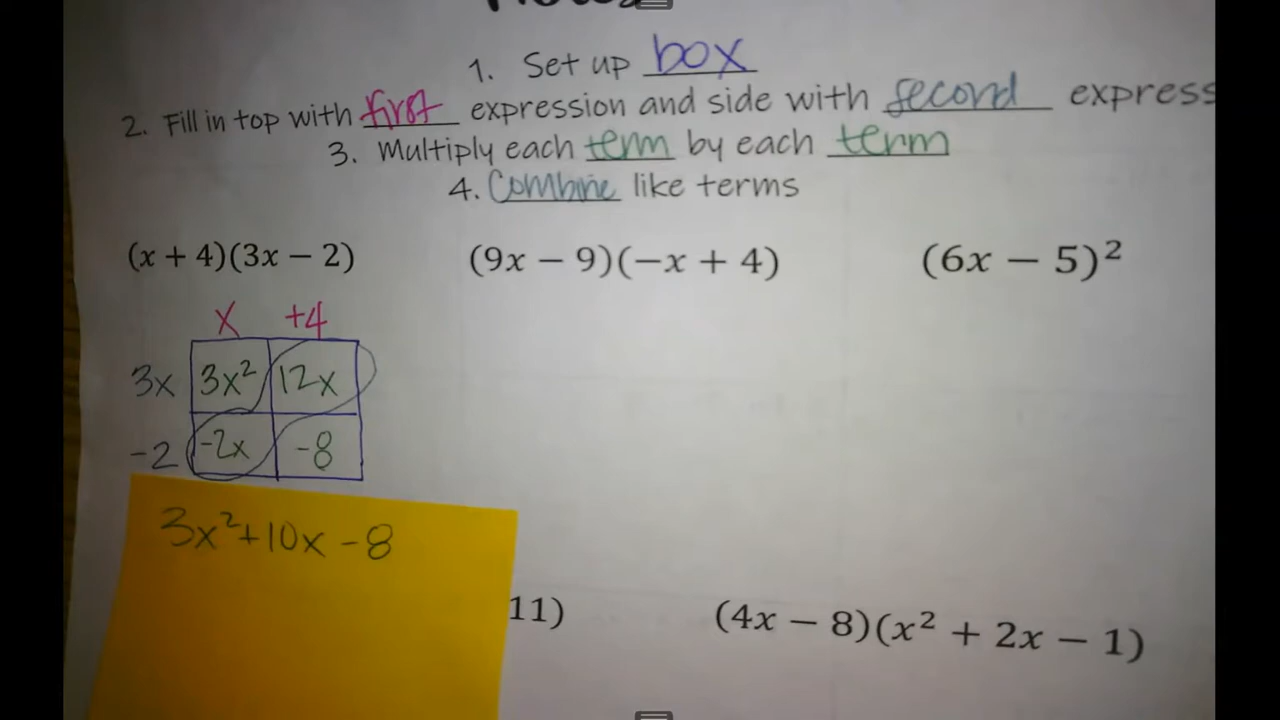 1. Set up box
2. Fill in top with first expression and side with second express
3. Multiply each term by each term
4. Combine like terms
(x + 4)(3x − 2) (9x − 9)(−x + 4) (6x − 5)²
x +4
3x 3x² 12x
-2 -2x -8
3x²+10x -8
11) (4x − 8)(x² + 2x − 1)